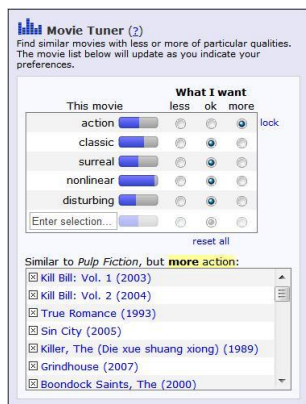 Movie Tuner (?)
Find similar movies with less or more of particular qualities.
The movie list below will update as you indicate your
preferences.
What I want
This movie less ok more
action lock
classic
surreal
nonlinear
disturbing
Enter selection...
reset all
Similar to Pulp Fiction, but more action:
Kill Bill: Vol. 1 (2003)
Kill Bill: Vol. 2 (2004)
True Romance (1993)
Sin City (2005)
Killer, The (Die xue shuang xiong) (1989)
Grindhouse (2007)
Boondock Saints, The (2000)